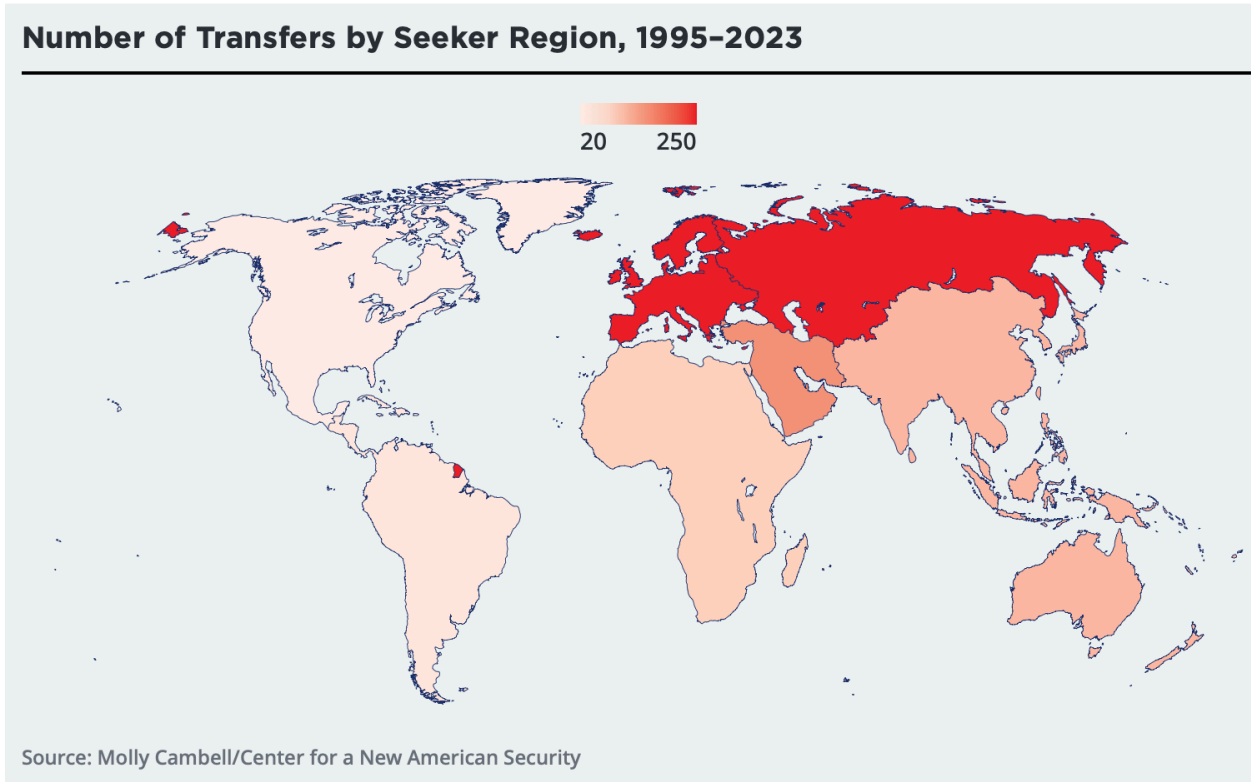 Number of Transfers by Seeker Region, 1995–2023
20 250
Source: Molly Cambell/Center for a New American Security